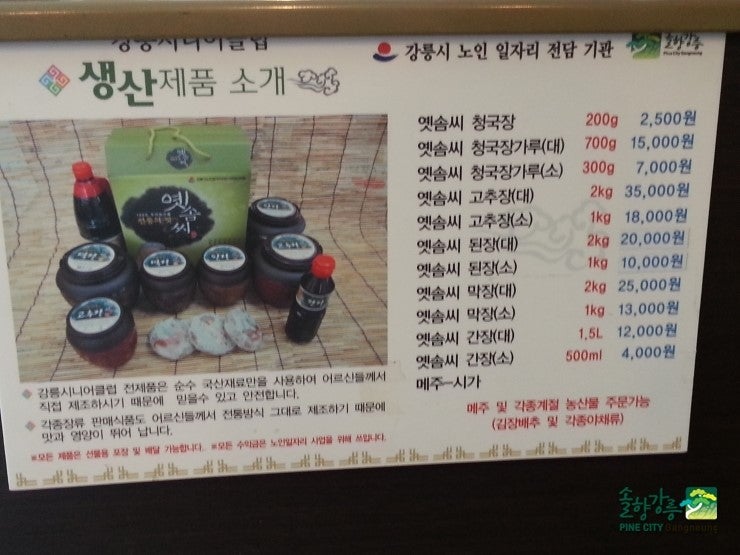 강릉시니어클럽
강릉시 노인 일자리 전담 기관
솔향강릉
Pine City Gangneung
생산제품 소개
옛솜씨 청국장 200g 2,500원
옛솜씨 청국장가루(대) 700g 15,000원
옛솜씨 청국장가루(소) 300g 7,000원
옛솜씨 고추장(대) 2kg 35,000원
옛솜씨 고추장(소) 1kg 18,000원
옛솜씨 된장(대) 2kg 20,000원
옛솜씨 된장(소) 1kg 10,000원
옛솜씨 막장(대) 2kg 25,000원
옛솜씨 막장(소) 1kg 13,000원
옛솜씨 간장(대) 1,5L 12,000원
옛솜씨 간장(소) 500ml 4,000원
메주-시가
메주 및 각종계절 농산물 주문가능
(김장배추 및 각종야채류)
옛솜씨
고추장
강릉시니어클럽 전제품은 순수 국산재료만을 사용하여 어르신들께서
직접 제조하시기 때문에 믿을수 있고 안전합니다.
각종장류 판매식품도 어르신들께서 전통방식 그대로 제조하기 때문에
맛과 영양이 뛰어 납니다.
※모든 제품은 선물용 포장 및 배달 가능합니다.. ※모든 수익금은 노인일자리 사업을 위해 쓰입니다.
솔향강릉
PINE CITY Gangneung